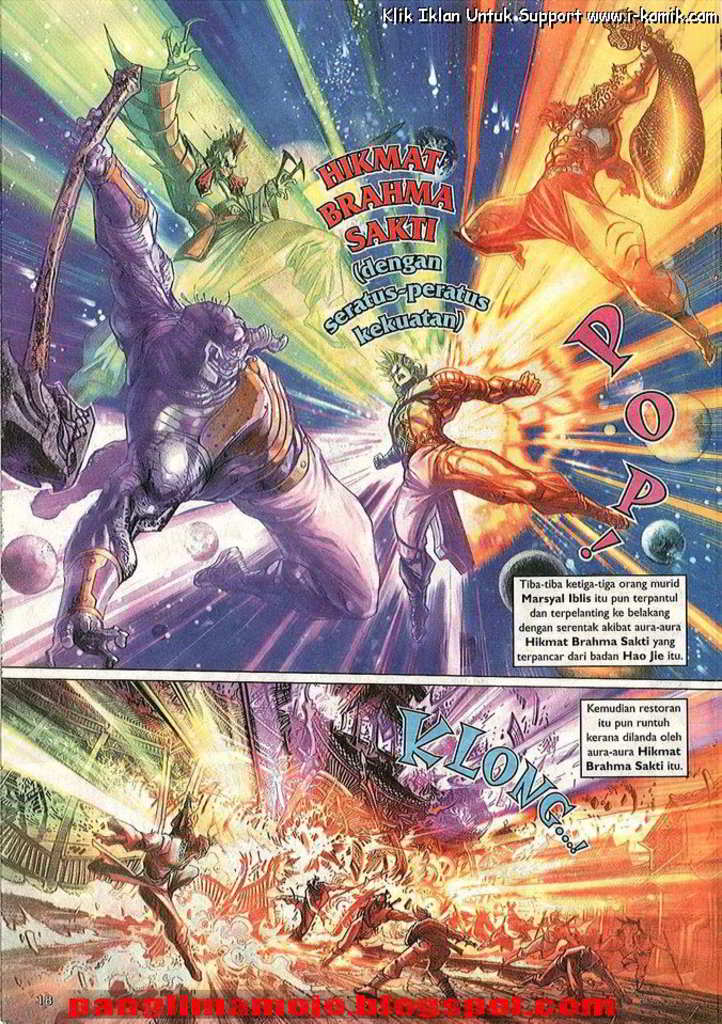 Klik Iklan Untuk Support www.r-komik.com
HIKMAT
BRAHMA
SAKTI
(dengan
seratus-peratus
kekuatan)
POP!
Tiba-tiba ketiga-tiga orang murid
Marsyal Iblis itu pun terpantul
dan terpelanting ke belakang
dengan serentak akibat aura-aura
Hikmat Brahma Sakti yang
terpancar dari badan Hao Jie itu.
Kemudian restoran
itu pun runtuh
kerana dilanda oleh
aura-aura Hikmat
Brahma Sakti itu.
KLONG...!
18
panglimamolo.blogspot.com